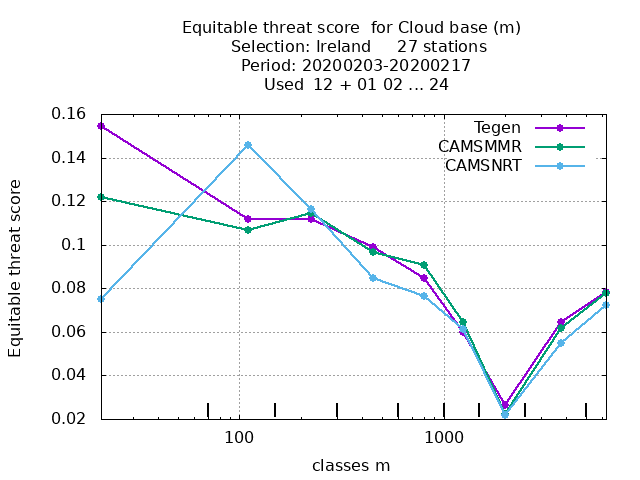 Equitable threat score  for Cloud base (m)
Selection: Ireland     27 stations
Period: 20200203-20200217
Used  12 + 01 02 ... 24
Tegen
CAMSMMR
CAMSNRT
Equitable threat score
0.16
0.14
0.12
0.1
0.08
0.06
0.04
0.02
100
1000
classes m